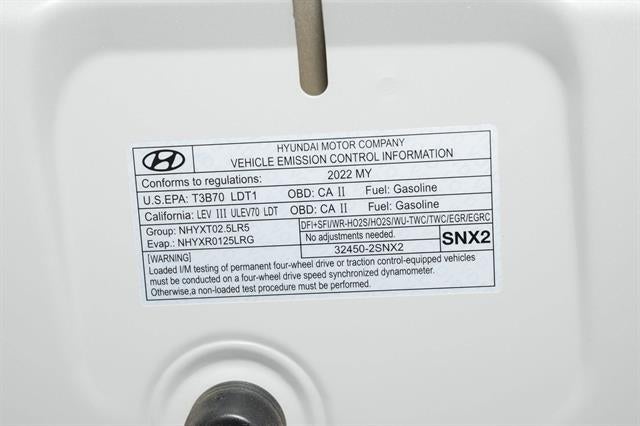 HYUNDAI MOTOR COMPANY
VEHICLE EMISSION CONTROL INFORMATION
Conforms to regulations: 2022 MY
U.S.EPA: T3B70 LDT1 OBD: CA II Fuel: Gasoline
California: LEV III ULEV70 LDT OBD: CA II Fuel: Gasoline
Group: NHYXT02.5LR5
Evap.: NHYXR0125LRG
DFI+SFI/WR-HO2S/HO2S/WU-TWC/TWC/EGR/EGRC
No adjustments needed.
32450-2SNX2
SNX2
[WARNING]
Loaded I/M testing of permanent four-wheel drive or traction control-equipped vehicles
must be conducted on a four-wheel drive speed synchronized dynamometer.
Otherwise,a non-loaded test procedure must be performed.